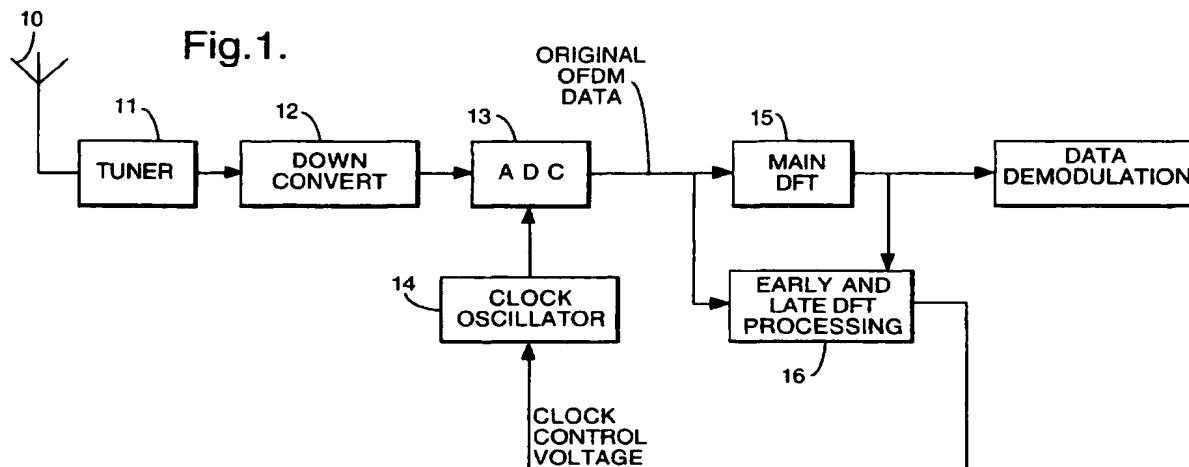 10
Fig.1.
ORIGINAL
OFDM
DATA
11
12
13
15
TUNER
DOWN
CONVERT
ADC
MAIN
DFT
DATA
DEMODULATION
14
CLOCK
OSCILLATOR
EARLY AND
LATE DFT
PROCESSING
16
CLOCK
CONTROL
VOLTAGE